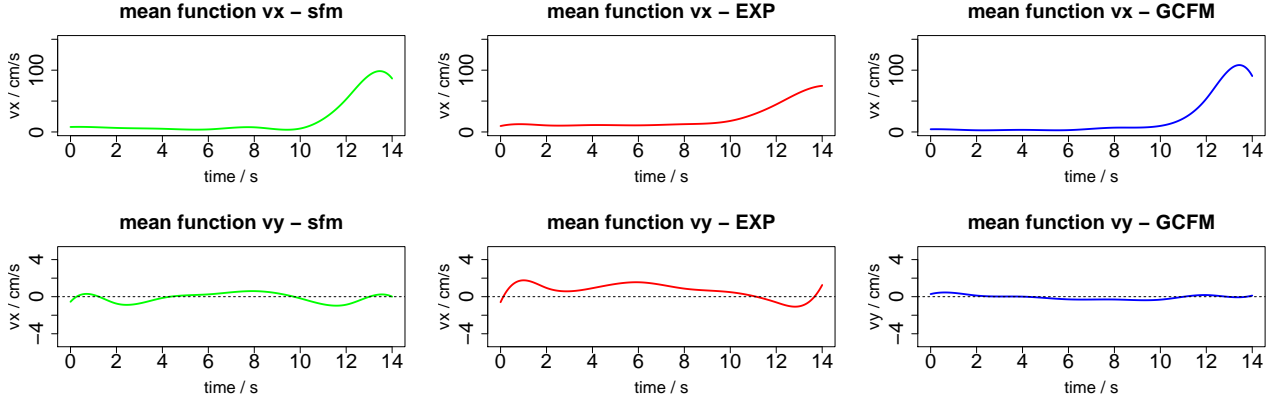 mean function vx − sfm
vx / cm/s
0 100
0 2 4 6 8 10 12 14
time / s
mean function vx − EXP
vx / cm/s
0 100
0 2 4 6 8 10 12 14
time / s
mean function vx − GCFM
vx / cm/s
0 100
0 2 4 6 8 10 12 14
time / s
mean function vy − sfm
vx / cm/s
−4 0 4
0 2 4 6 8 10 12 14
time / s
mean function vy − EXP
vx / cm/s
−4 0 4
0 2 4 6 8 10 12 14
time / s
mean function vy − GCFM
vy / cm/s
−4 0 4
0 2 4 6 8 10 12 14
time / s